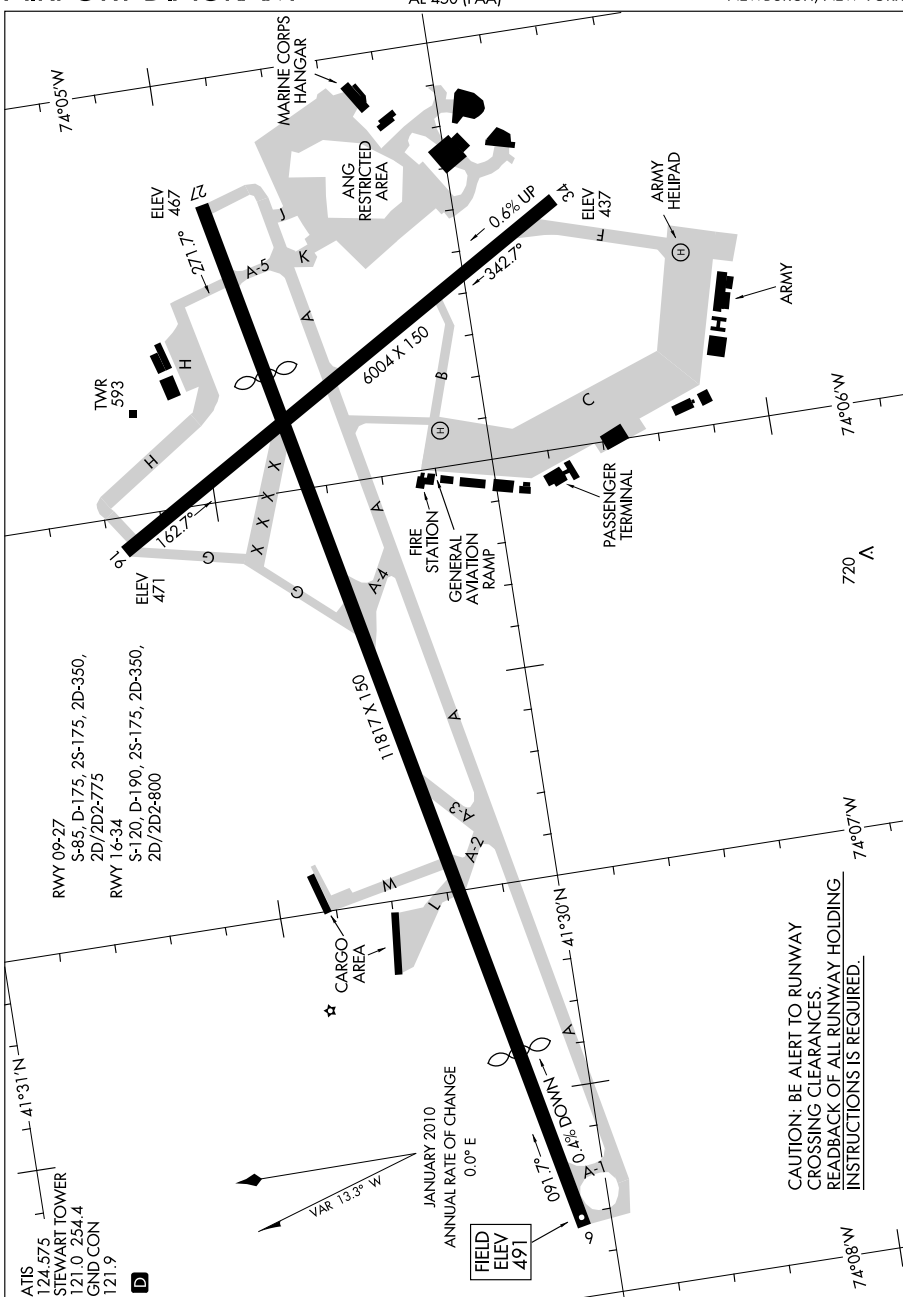 AL-450 (FAA)
ATIS
124.575
STEWART TOWER
121.0 254.4
GND CON
121.9
D
41°31'N
74°05'W
RWY 09-27
S-85, D-175, 2S-175, 2D-350,
2D/2D2-775
RWY 16-34
S-120, D-190, 2S-175, 2D-350,
2D/2D2-800
TWR
593
ELEV
467
27
271.7°
MARINE CORPS
HANGAR
ANG
RESTRICTED
AREA
J
K
A-5
H
H
16
162.7°
ELEV
471
G
G
X X X X
A
A
A-4
6004 X 150
0.6% UP
342.7°
34
ELEV
437
F
ARMY
HELIPAD
H
ARMY
B
H
C
FIRE
STATION
GENERAL
AVIATION
RAMP
PASSENGER
TERMINAL
74°06'W
720
11817 X 150
A
A-3
A-2
M
L
CARGO
AREA
JANUARY 2010
ANNUAL RATE OF CHANGE
0.0° E
VAR 13.3° W
41°30'N
A
FIELD
ELEV
491
091.7°
0.4% DOWN
A-1
9
74°07'W
74°08'W
CAUTION: BE ALERT TO RUNWAY
CROSSING CLEARANCES.
READBACK OF ALL RUNWAY HOLDING
INSTRUCTIONS IS REQUIRED.